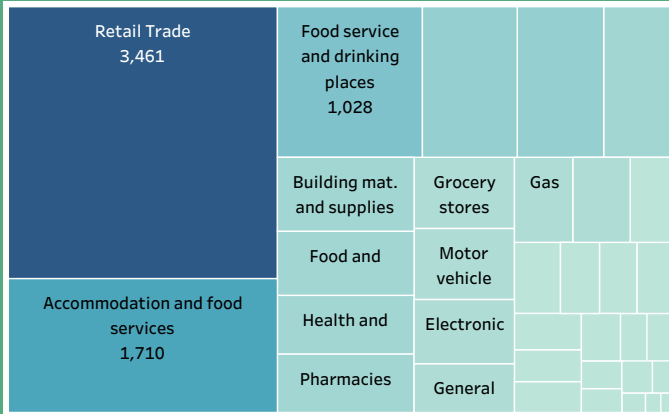 Retail Trade
3,461
Accommodation and food
services
1,710
Food service
and drinking
places
1,028
Building mat.
and supplies
Food and
Health and
Pharmacies
Grocery
stores
Motor
vehicle
Electronic
General
Gas